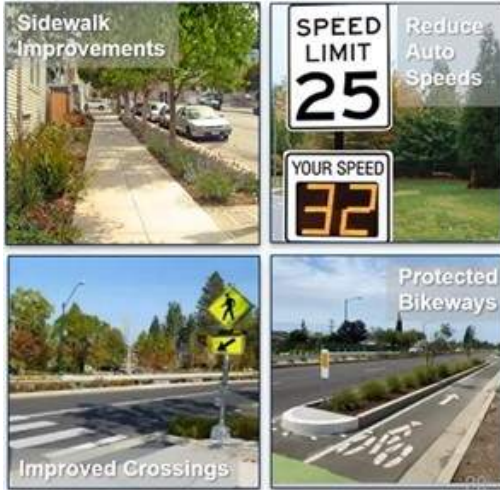 Sidewalk
Improvements
SPEED
LIMIT
25
YOUR SPEED
32
Reduce
Auto
Speeds
Improved Crossings
Protected
Bikeways